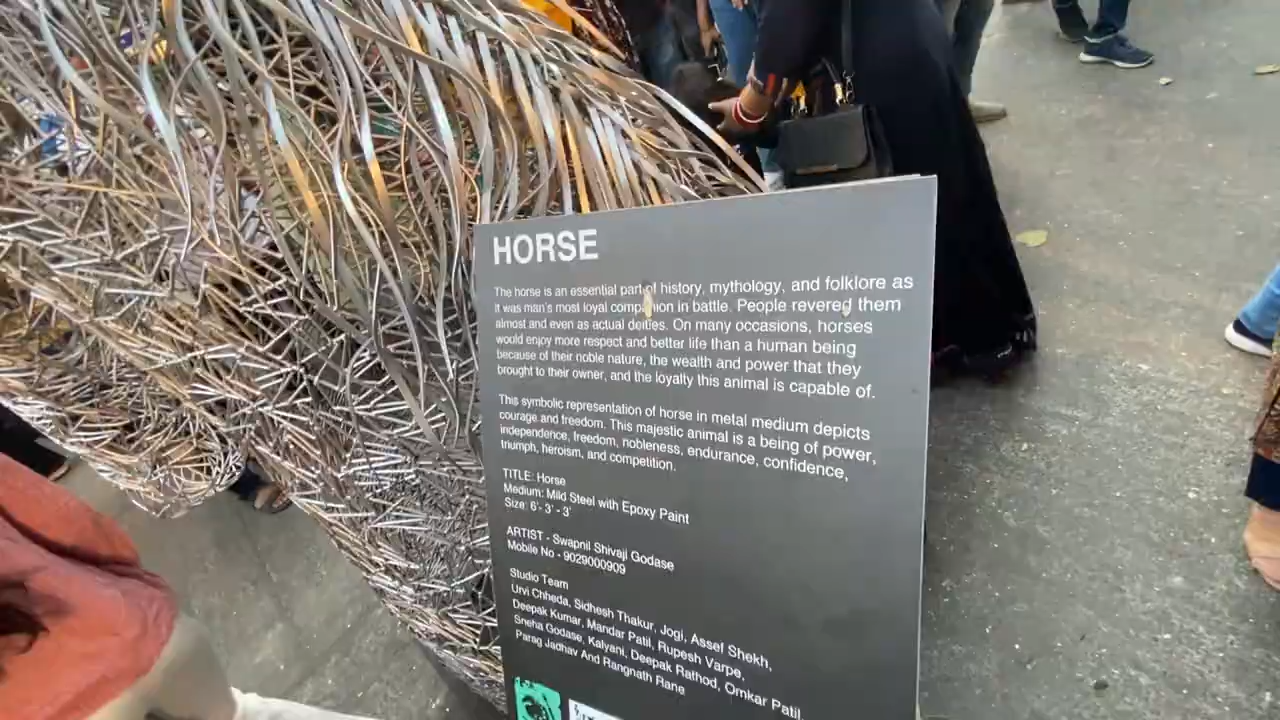 HORSE
The horse is an essential part of history, mythology, and folklore as
it was man's most loyal companion in battle. People revered them
almost and even as actual deities. On many occasions, horses
would enjoy more respect and better life than a human being
because of their noble nature, the wealth and power that they
brought to their owner, and the loyalty this animal is capable of.
This symbolic representation of horse in metal medium depicts
courage and freedom. This majestic animal is a being of power,
independence, freedom, nobleness, endurance, confidence,
triumph, heroism, and competition.
TITLE: Horse
Medium: Mild Steel with Epoxy Paint
Size: 6'- 3' - 3'
ARTIST - Swapnil Shivaji Godase
Mobile No - 9029000909
Studio Team
Urvi Chheda, Sidhesh Thakur, Jogi, Assef Shekh,
Deepak Kumar, Mandar Patil, Rupesh Varpe,
Sneha Godase, Kalyani, Deepak Rathod, Omkar Patil,
Parag Jadhav And Rangnath Rane